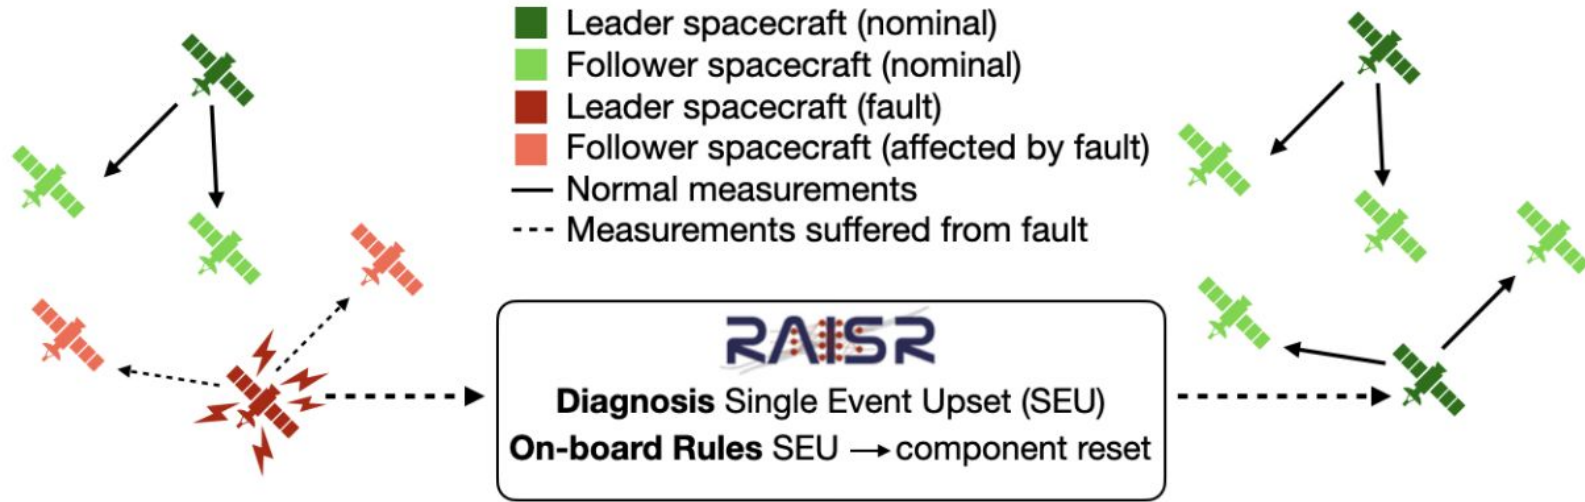 Leader spacecraft (nominal)
Follower spacecraft (nominal)
Leader spacecraft (fault)
Follower spacecraft (affected by fault)
Normal measurements
Measurements suffered from fault
RAISR
Diagnosis Single Event Upset (SEU)
On-board Rules SEU → component reset